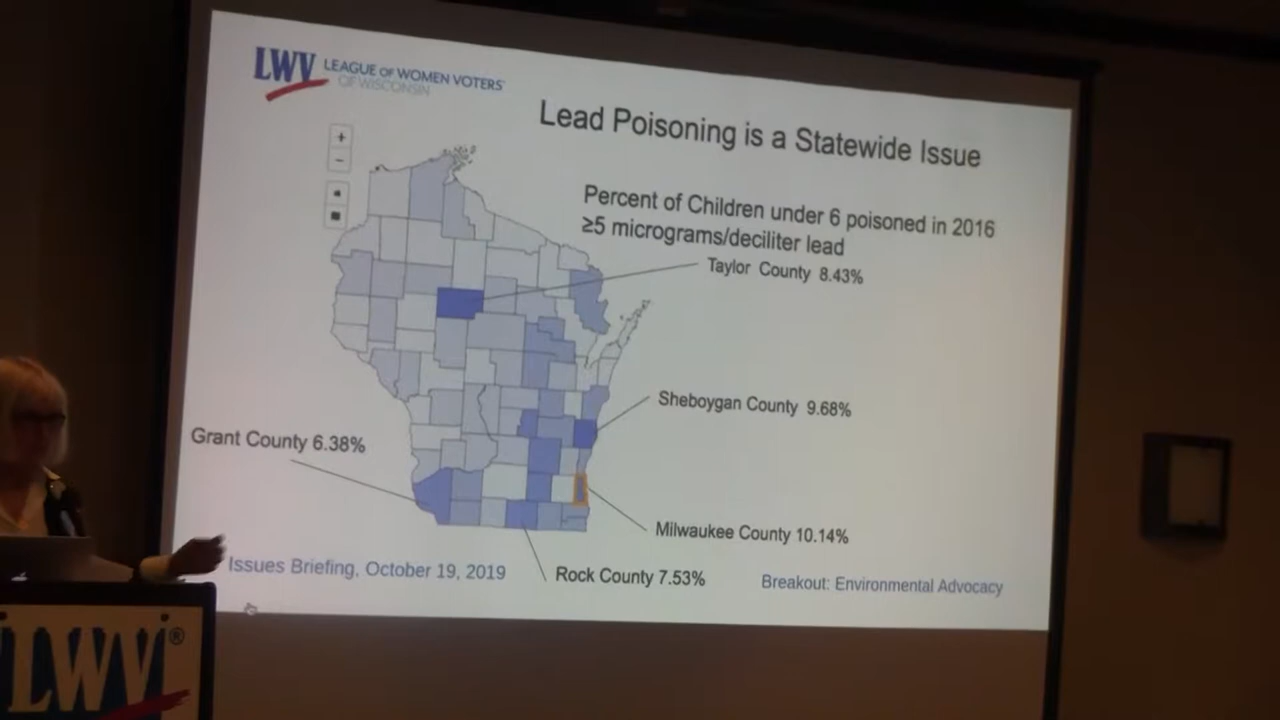 LWV LEAGUE OF WOMEN VOTERS®
OF WISCONSIN
Lead Poisoning is a Statewide Issue
+
−
Percent of Children under 6 poisoned in 2016
≥5 micrograms/deciliter lead
Taylor County 8.43%
Sheboygan County 9.68%
Grant County 6.38%
Milwaukee County 10.14%
Rock County 7.53%
Issues Briefing, October 19, 2019
Breakout: Environmental Advocacy
LWV®